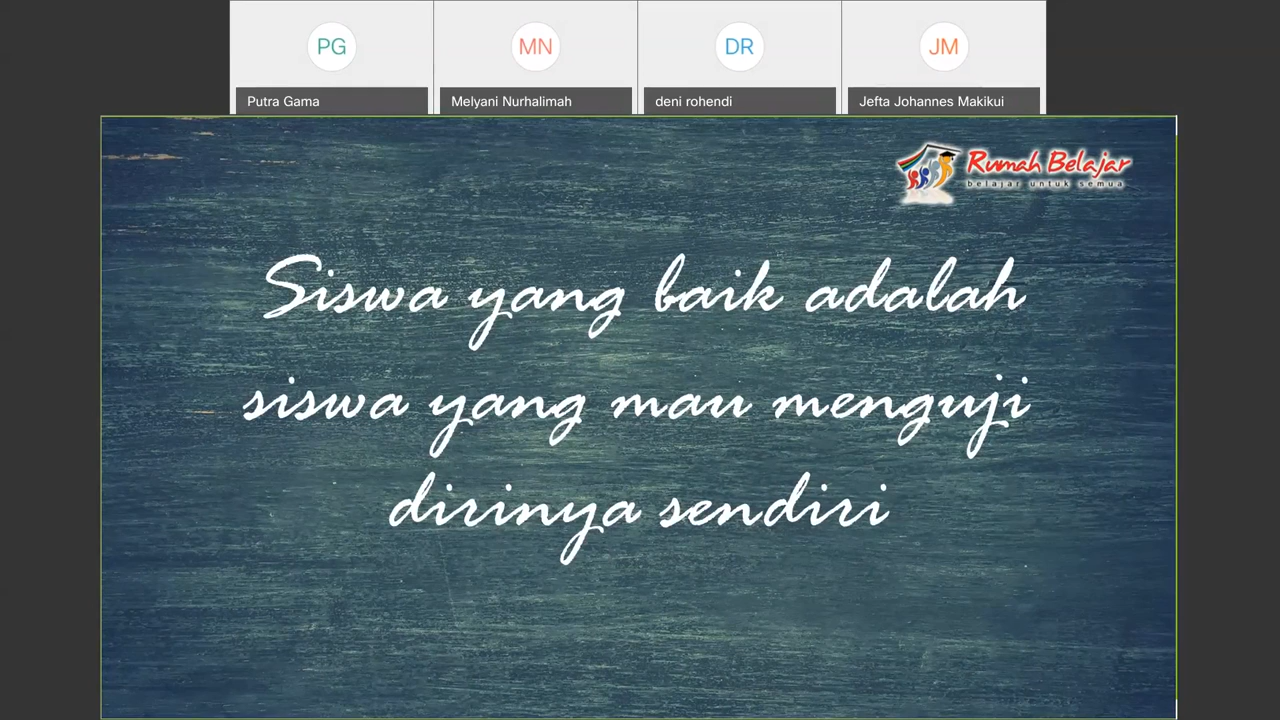 PG
MN
DR
JM
Putra Gama
Melyani Nurhalimah
deni rohendi
Jefta Johannes Makikui
Rumah Belajar
belajar untuk semua
Siswa yang baik adalah
siswa yang mau menguji
dirinya sendiri